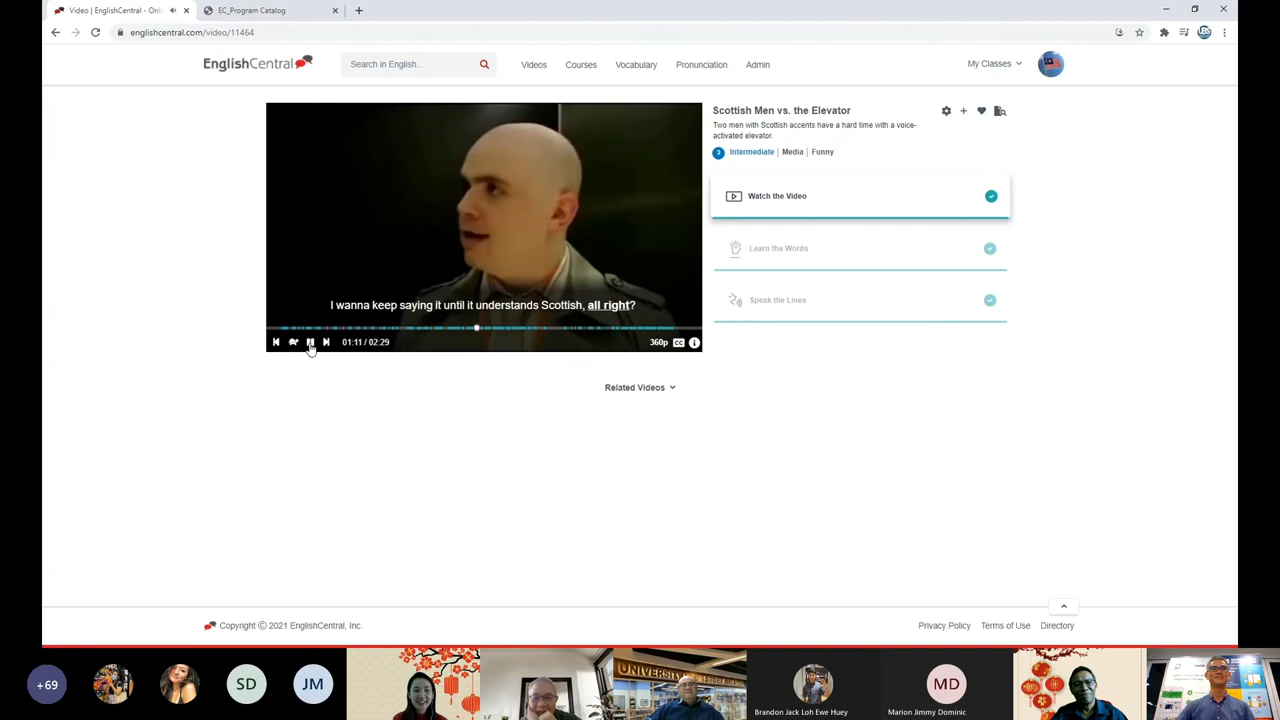 Video | EnglishCentral - Onli
EC_Program Catalog
englishcentral.com/video/11464
EnglishCentral
Search in English...
Videos
Courses
Vocabulary
Pronunciation
Admin
My Classes
I wanna keep saying it until it understands Scottish, all right?
01:11 / 02:29
360p
CC
Scottish Men vs. the Elevator
Two men with Scottish accents have a hard time with a voice-
activated elevator.
3 Intermediate | Media | Funny
Watch the Video
Learn the Words
Speak the Lines
Related Videos
Copyright © 2021 EnglishCentral, Inc.
Privacy Policy
Terms of Use
Directory
+69
SD
JM
UNIVERSITY
MD
Brandon Jack Loh Ewe Huey
Marion Jimmy Dominic